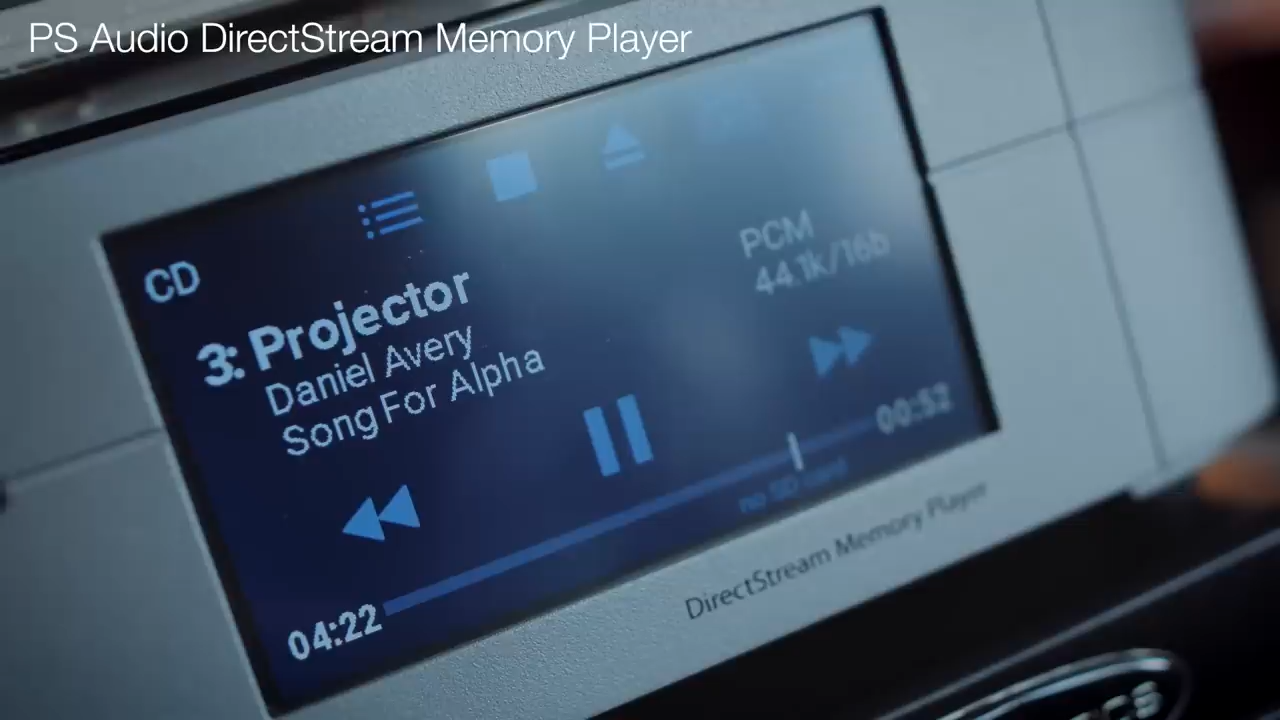 PS Audio DirectStream Memory Player
CD
PCM
44.1k/16b
3: Projector
Daniel Avery
Song For Alpha
04:22
00:52
no SD card
DirectStream Memory Player